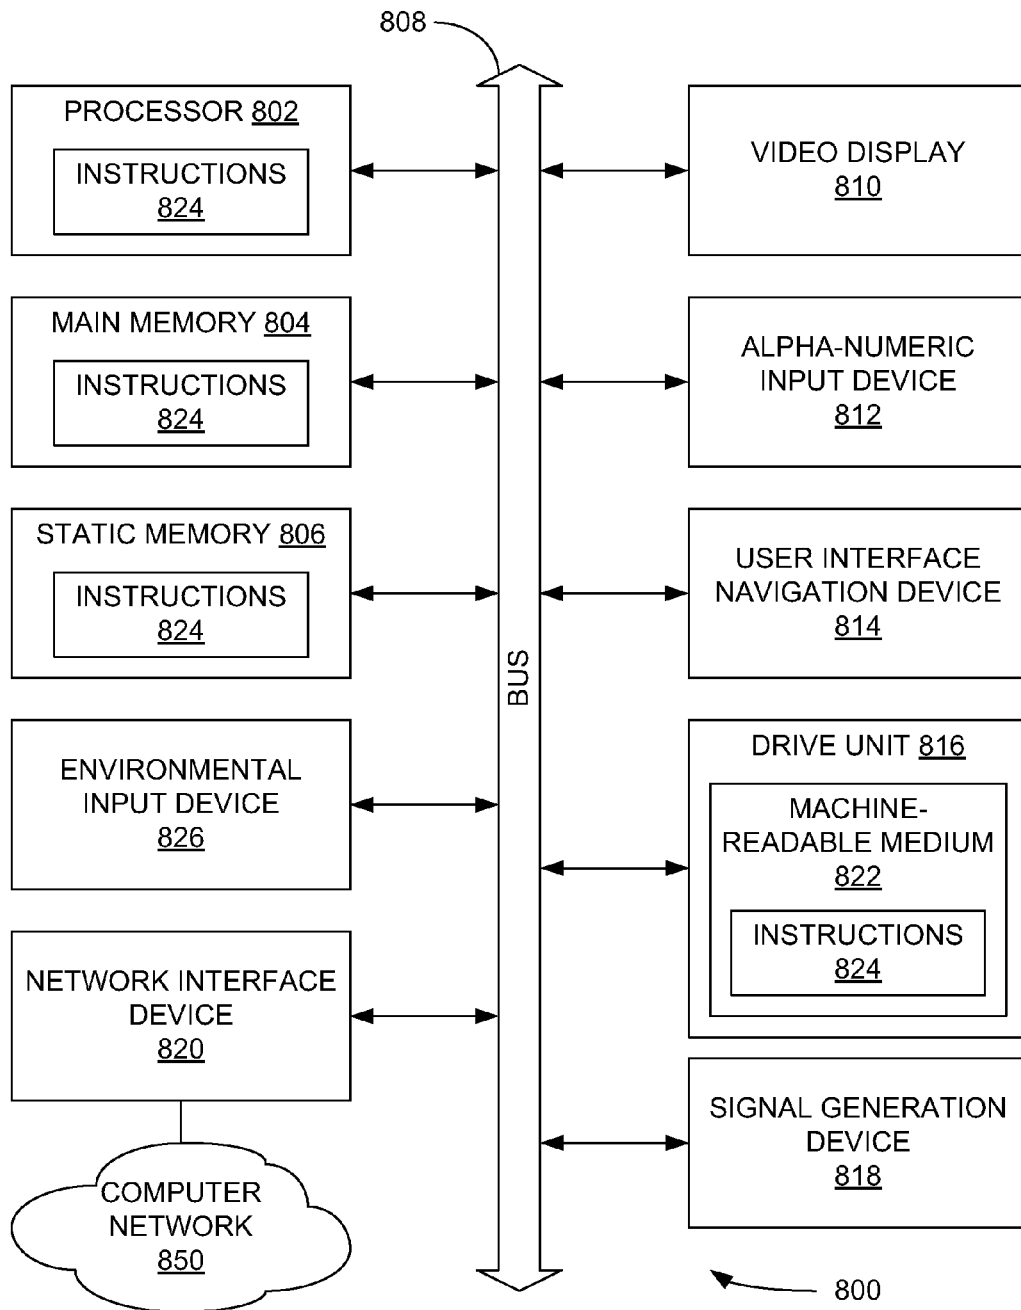 808
PROCESSOR 802
INSTRUCTIONS
824
MAIN MEMORY 804
INSTRUCTIONS
824
STATIC MEMORY 806
INSTRUCTIONS
824
ENVIRONMENTAL
INPUT DEVICE
826
NETWORK INTERFACE
DEVICE
820
COMPUTER
NETWORK
850
BUS
VIDEO DISPLAY
810
ALPHA-NUMERIC
INPUT DEVICE
812
USER INTERFACE
NAVIGATION DEVICE
814
DRIVE UNIT 816
MACHINE-
READABLE MEDIUM
822
INSTRUCTIONS
824
SIGNAL GENERATION
DEVICE
818
800